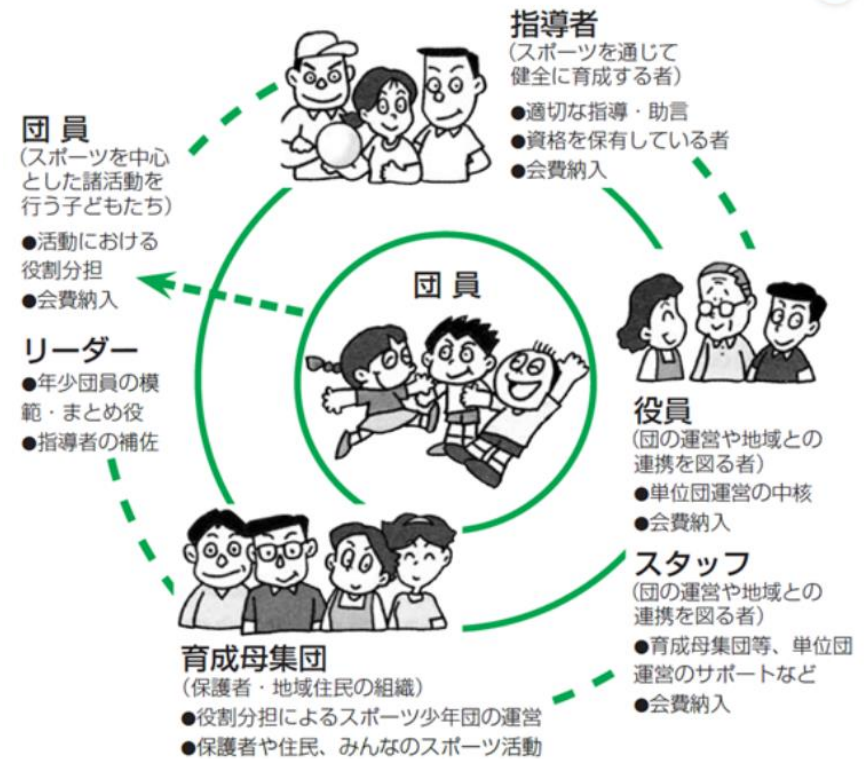 指導者
(スポーツを通じて
健全に育成する者)
●適切な指導・助言
●資格を保有している者
●会費納入
団 員
(スポーツを中心
とした諸活動を
行う子どもたち)
●活動における
役割分担
●会費納入
リーダー
●年少団員の模
範・まとめ役
●指導者の補佐
団 員
役員
(団の運営や地域との
連携を図る者)
●単位団運営の中核
●会費納入
スタッフ
(団の運営や地域との
連携を図る者)
●育成母集団等、単位団
運営のサポートなど
●会費納入
育成母集団
(保護者・地域住民の組織)
●役割分担によるスポーツ少年団の運営
●保護者や住民、みんなのスポーツ活動